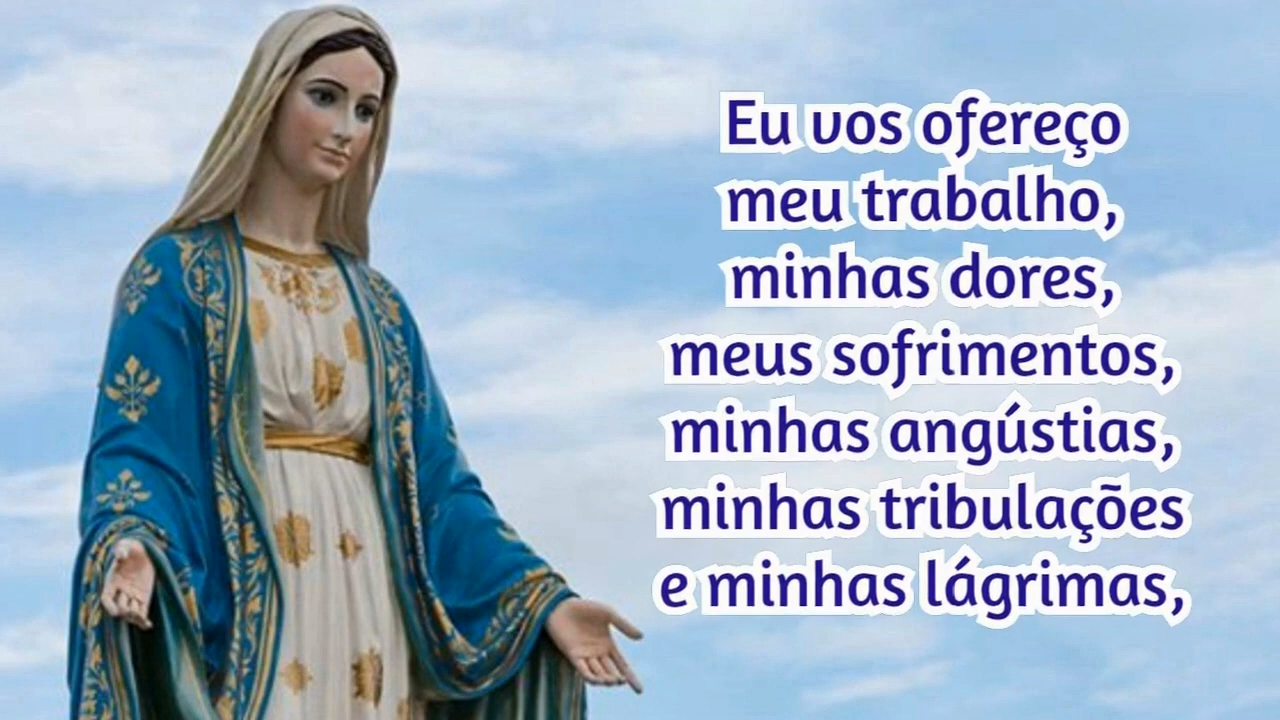 Eu vos ofereço
meu trabalho,
minhas dores,
meus sofrimentos,
minhas angústias,
minhas tribulações
e minhas lágrimas,